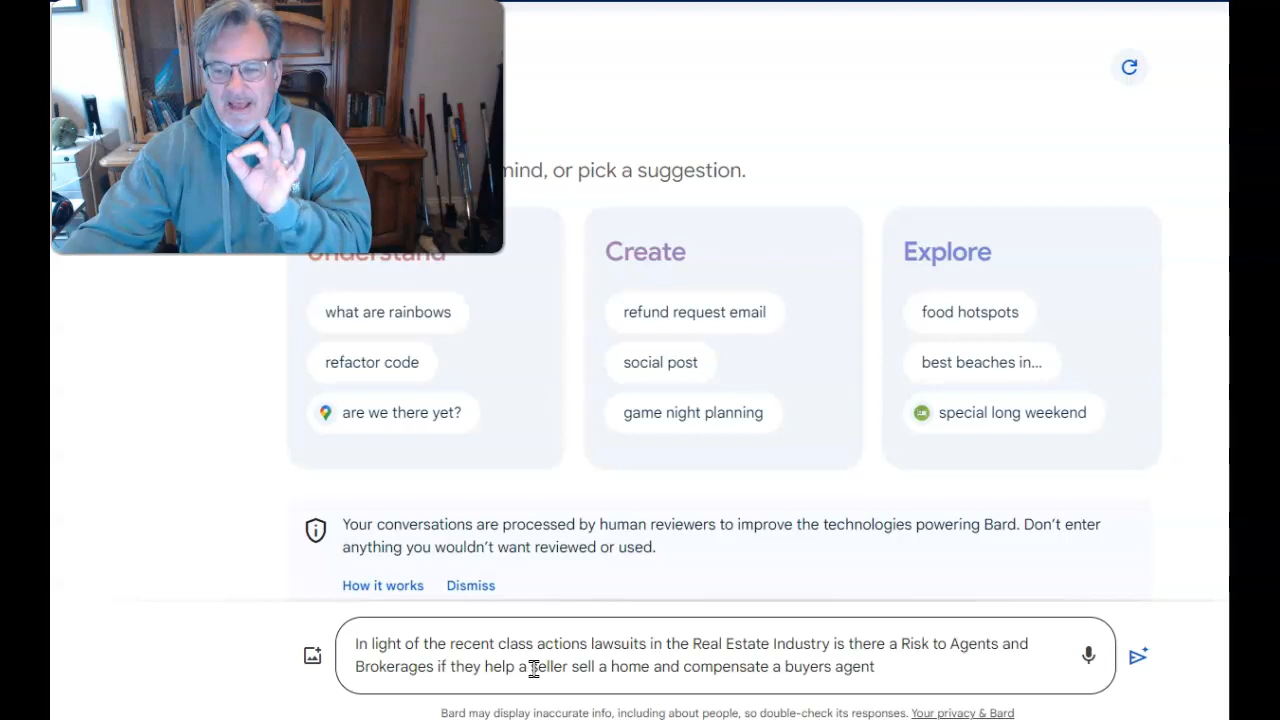 mind, or pick a suggestion.
Understand
Create
Explore
what are rainbows
refund request email
food hotspots
refactor code
social post
best beaches in...
are we there yet?
game night planning
special long weekend
Your conversations are processed by human reviewers to improve the technologies powering Bard. Don’t enter
anything you wouldn’t want reviewed or used.
How it works Dismiss
In light of the recent class actions lawsuits in the Real Estate Industry is there a Risk to Agents and
Brokerages if they help a seller sell a home and compensate a buyers agent
Bard may display inaccurate info, including about people, so double-check its responses. Your privacy & Bard